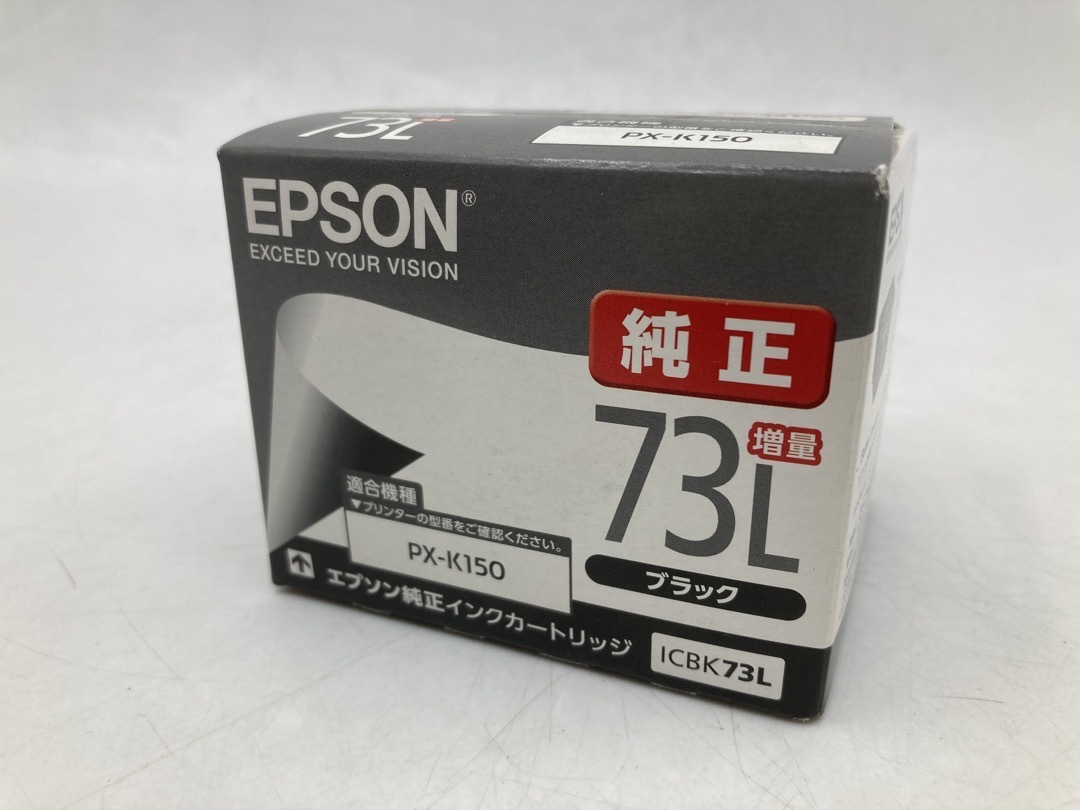 73L
PX-K150
EPSON®
EXCEED YOUR VISION
純正
73L
増量
適合機種
▼プリンターの型番をご確認ください。
PX-K150
ブラック
エプソン純正インクカートリッジ
ICBK73L